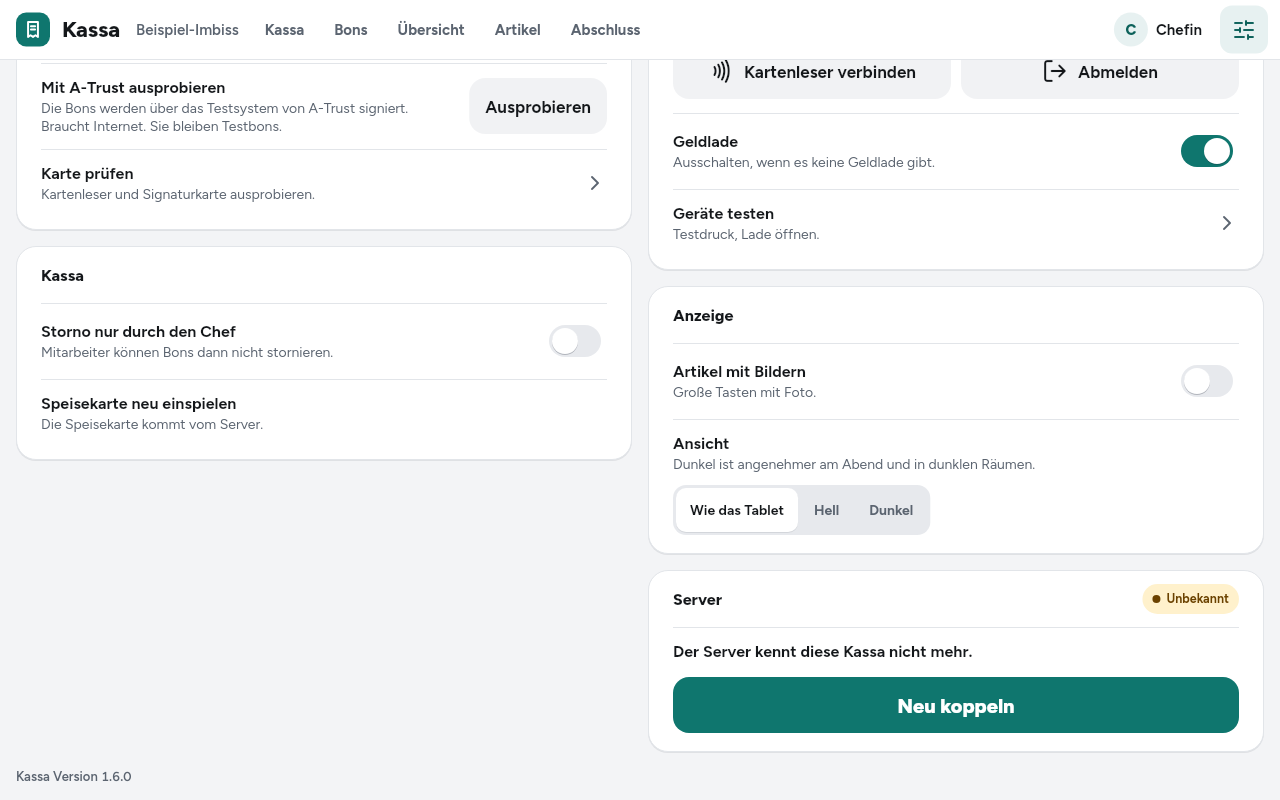 Kassa
Beispiel-Imbiss
Kassa
Bons
Übersicht
Artikel
Abschluss
C
Chefin
Mit A-Trust ausprobieren
Die Bons werden über das Testsystem von A-Trust signiert.
Braucht Internet. Sie bleiben Testbons.
Ausprobieren
Karte prüfen
Kartenleser und Signaturkarte ausprobieren.
Kassa
Storno nur durch den Chef
Mitarbeiter können Bons dann nicht stornieren.
Speisekarte neu einspielen
Die Speisekarte kommt vom Server.
Kartenleser verbinden
Abmelden
Geldlade
Ausschalten, wenn es keine Geldlade gibt.
Geräte testen
Testdruck, Lade öffnen.
Anzeige
Artikel mit Bildern
Große Tasten mit Foto.
Ansicht
Dunkel ist angenehmer am Abend und in dunklen Räumen.
Wie das Tablet
Hell
Dunkel
Server
Unbekannt
Der Server kennt diese Kassa nicht mehr.
Neu koppeln
Kassa Version 1.6.0